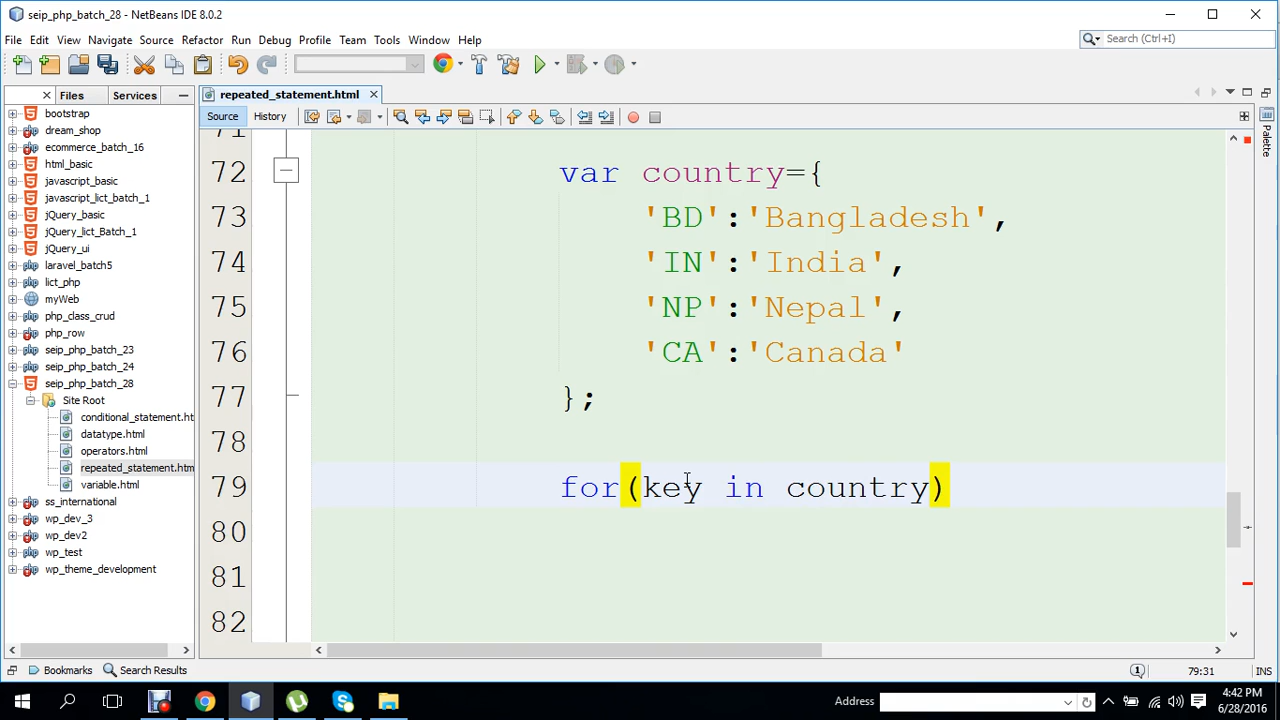 seip_php_batch_28 - NetBeans IDE 8.0.2
File Edit View Navigate Source Refactor Run Debug Profile Team Tools Window Help
Search (Ctrl+I)
Files Services
repeated_statement.html
Source History
Palette
bootstrap
dream_shop
ecommerce_batch_16
html_basic
javascript_basic
javascript_lict_batch_1
jQuery_basic
jQuery_lict_Batch_1
jQuery_ui
laravel_batch5
lict_php
myWeb
php_class_crud
php_row
seip_php_batch_23
seip_php_batch_24
seip_php_batch_28
Site Root
conditional_statement.ht
datatype.html
operators.html
repeated_statement.htm
variable.html
ss_international
wp_dev_3
wp_dev2
wp_test
wp_theme_development
71
72 var country={
73 'BD':'Bangladesh',
74 'IN':'India',
75 'NP':'Nepal',
76 'CA':'Canada'
77 };
78
79 for(key in country)
80
81
82
Bookmarks Search Results
1 79:31 INS
Address
4:42 PM
6/28/2016